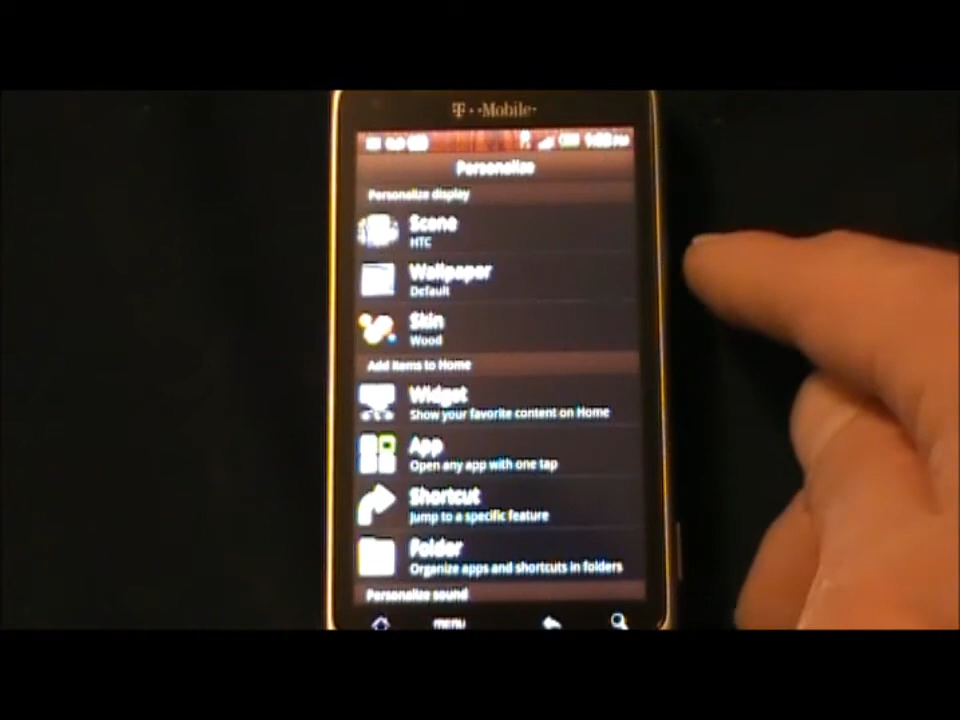 T··Mobile·
Personalize
Personalize display
Scene
HTC
Wallpaper
Default
Skin
Wood
Add items to Home
Widget
Show your favorite content on Home
App
Open any app with one tap
Shortcut
Jump to a specific feature
Folder
Organize apps and shortcuts in folders
Personalize sound
menu